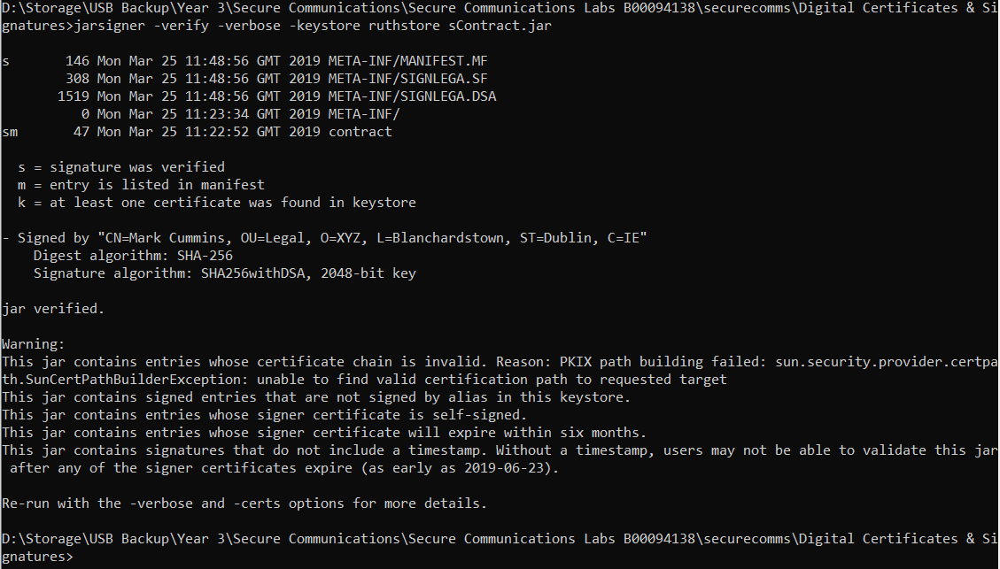 D:\Storage\USB Backup\Year 3\Secure Communications\Secure Communications Labs B00094138\securecomms\Digital Certificates & Si
gnatures>jarsigner -verify -verbose -keystore ruthstore sContract.jar
s 146 Mon Mar 25 11:48:56 GMT 2019 META-INF/MANIFEST.MF
308 Mon Mar 25 11:48:56 GMT 2019 META-INF/SIGNLEGA.SF
1519 Mon Mar 25 11:48:56 GMT 2019 META-INF/SIGNLEGA.DSA
0 Mon Mar 25 11:23:34 GMT 2019 META-INF/
sm 47 Mon Mar 25 11:22:52 GMT 2019 contract
s = signature was verified
m = entry is listed in manifest
k = at least one certificate was found in keystore
- Signed by "CN=Mark Cummins, OU=Legal, O=XYZ, L=Blanchardstown, ST=Dublin, C=IE"
Digest algorithm: SHA-256
Signature algorithm: SHA256withDSA, 2048-bit key
jar verified.
Warning:
This jar contains entries whose certificate chain is invalid. Reason: PKIX path building failed: sun.security.provider.certpa
th.SunCertPathBuilderException: unable to find valid certification path to requested target
This jar contains signed entries that are not signed by alias in this keystore.
This jar contains entries whose signer certificate is self-signed.
This jar contains entries whose signer certificate will expire within six months.
This jar contains signatures that do not include a timestamp. Without a timestamp, users may not be able to validate this jar
after any of the signer certificates expire (as early as 2019-06-23).
Re-run with the -verbose and -certs options for more details.
D:\Storage\USB Backup\Year 3\Secure Communications\Secure Communications Labs B00094138\securecomms\Digital Certificates & Si
gnatures>